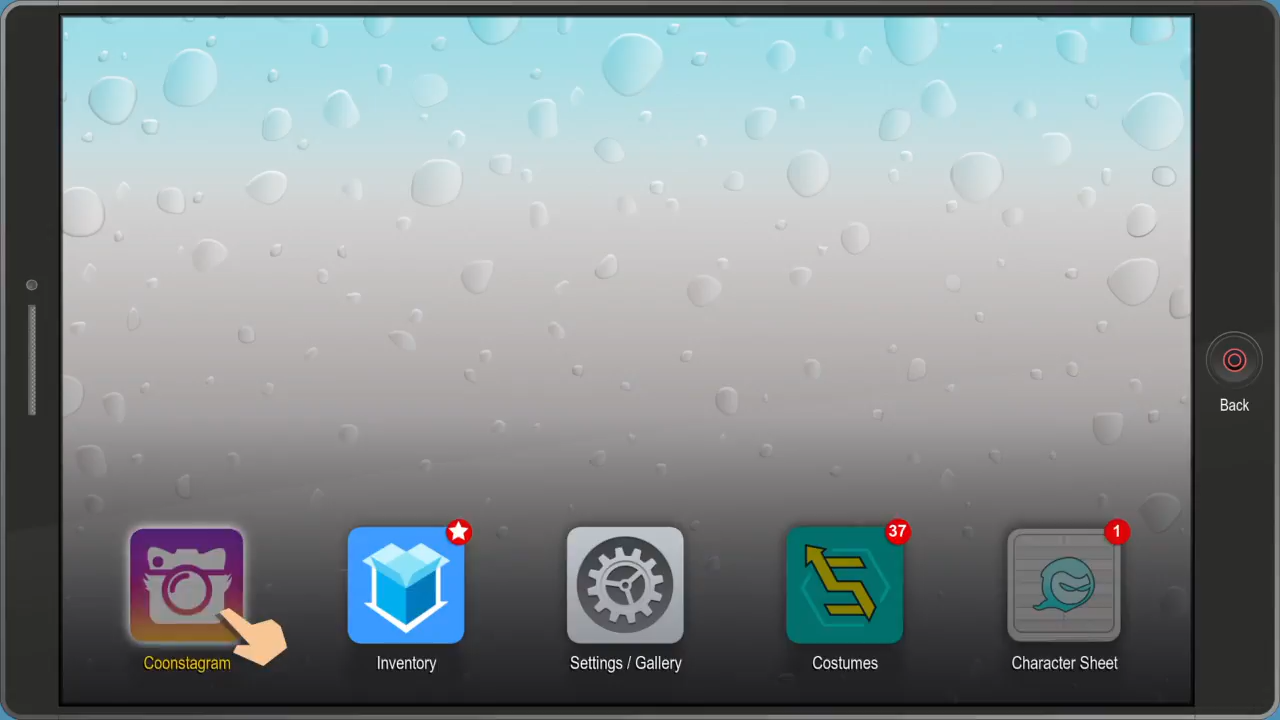 Back
37
1
Coonstagram
Inventory
Settings / Gallery
Costumes
Character Sheet